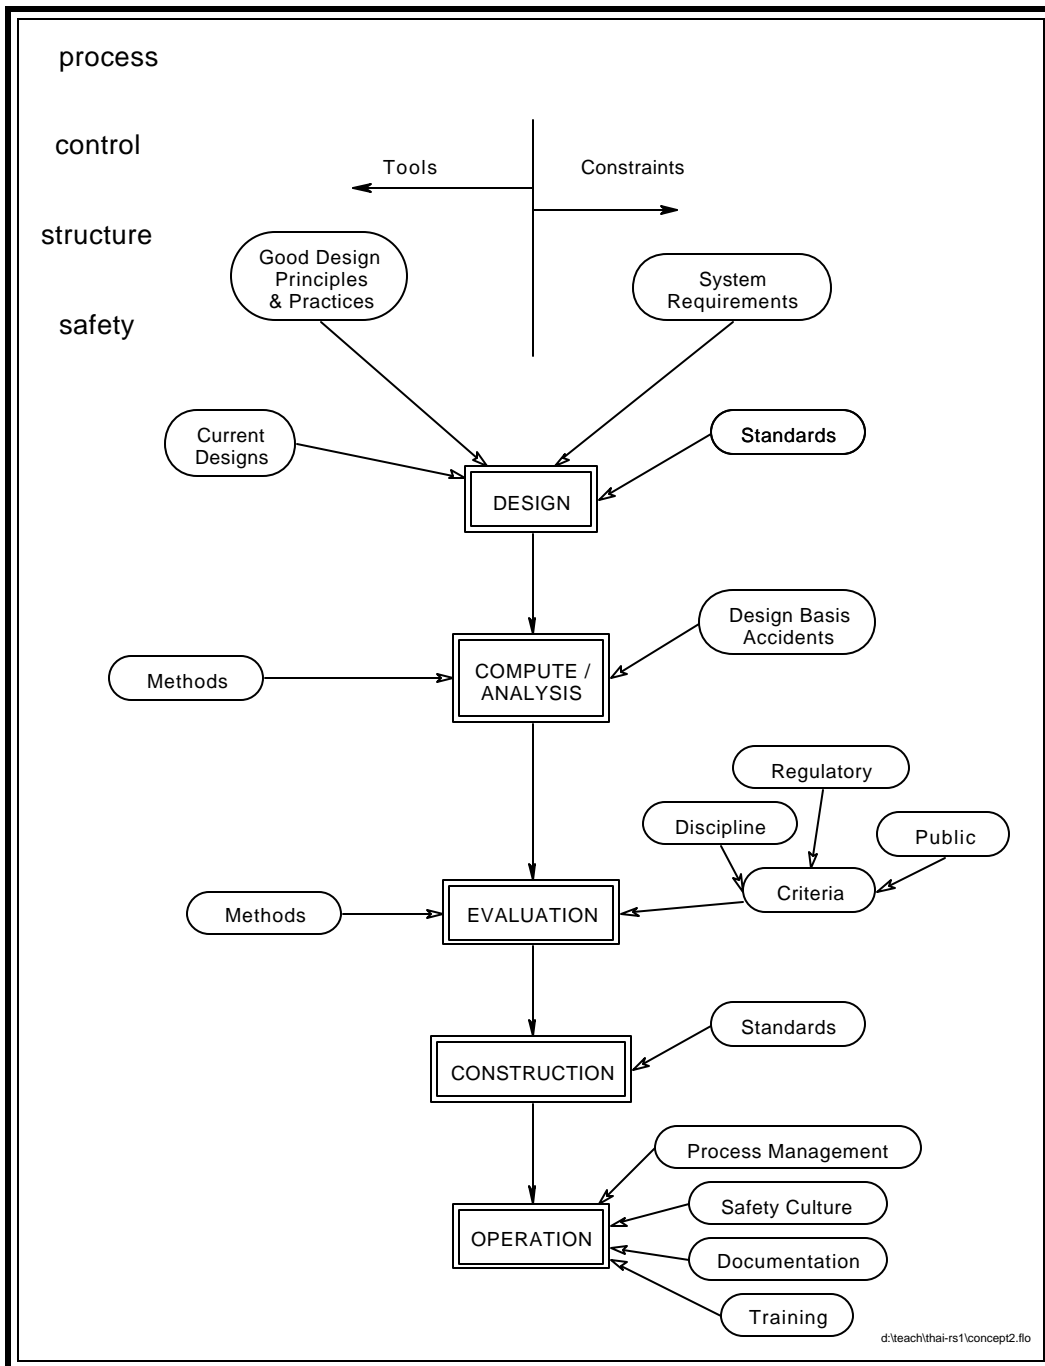 process
control
Tools
Constraints
structure
Good Design
Principles
& Practices
System
Requirements
safety
Current
Designs
Standards
DESIGN
Design Basis
Accidents
COMPUTE /
ANALYSIS
Methods
Regulatory
Discipline
Public
Criteria
Methods
EVALUATION
Standards
CONSTRUCTION
Process Management
Safety Culture
OPERATION
Documentation
Training
d:\teach\thai-rs1\concept2.flo